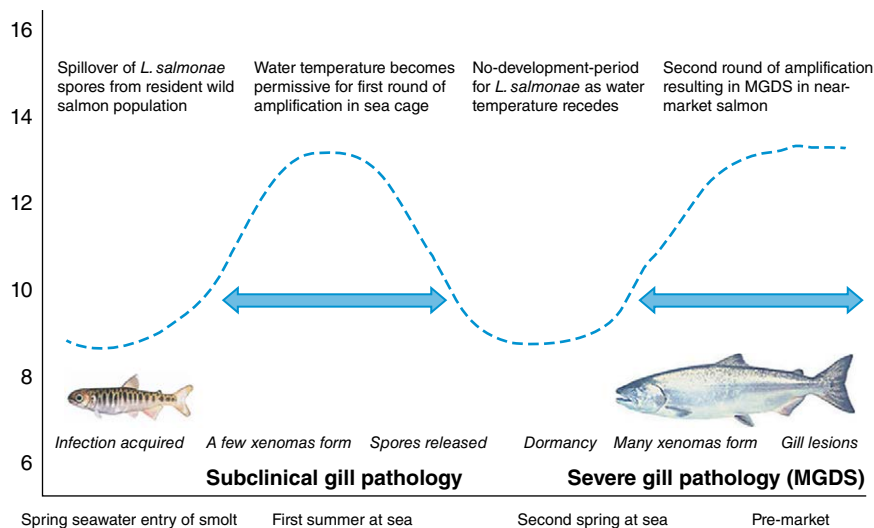 16
14
12
10
8
6
Spillover of L. salmonae
spores from resident wild
salmon population
Water temperature becomes
permissive for first round of
amplification in sea cage
No-development-period
for L. salmonae as water
temperature recedes
Second round of amplification
resulting in MGDS in near-
market salmon
Infection acquired
A few xenomas form
Spores released
Dormancy
Many xenomas form
Gill lesions
Subclinical gill pathology
Severe gill pathology (MGDS)
Spring seawater entry of smolt
First summer at sea
Second spring at sea
Pre-market